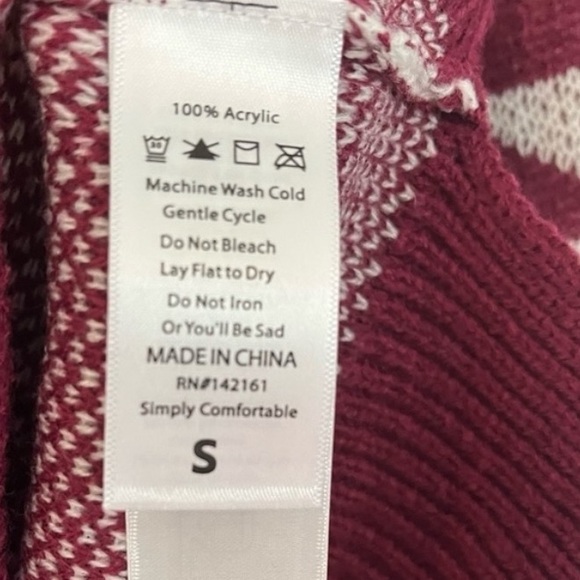 100% Acrylic
30
Machine Wash Cold
Gentle Cycle
Do Not Bleach
Lay Flat to Dry
Do Not Iron
Or You'll Be Sad
MADE IN CHINA
RN#142161
Simply Comfortable
S